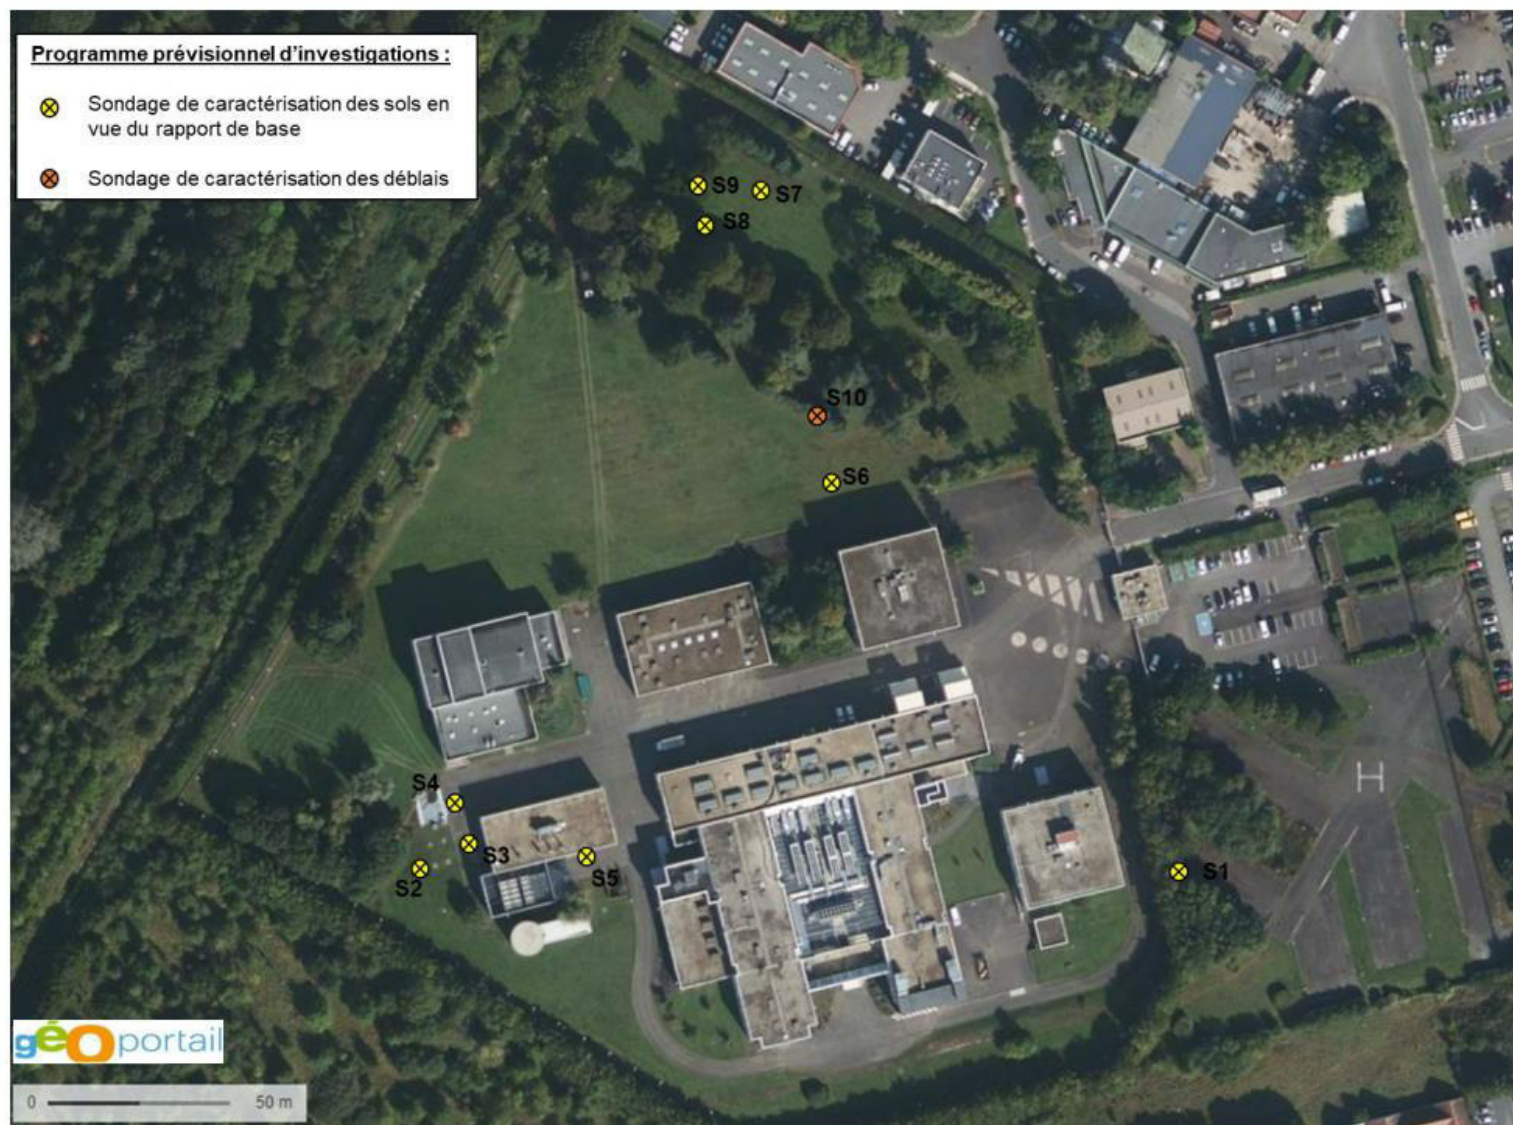 Programme prévisionnel d'investigations :
Sondage de caractérisation des sols en
vue du rapport de base
Sondage de caractérisation des déblais
S9
S7
S8
S10
S6
S4
S3
S2
S5
S1
H
géoportail
0 50 m